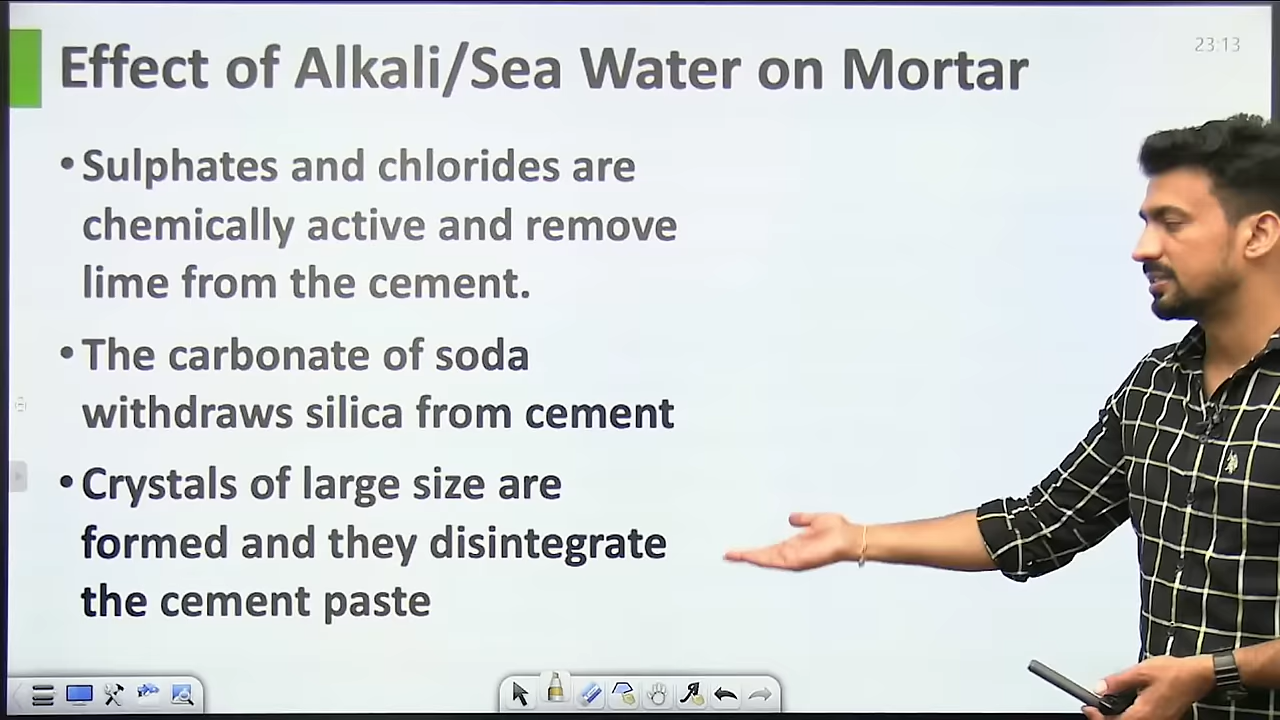 Effect of Alkali/Sea Water on Mortar
23:13
• Sulphates and chlorides are
chemically active and remove
lime from the cement.
• The carbonate of soda
withdraws silica from cement
• Crystals of large size are
formed and they disintegrate
the cement paste